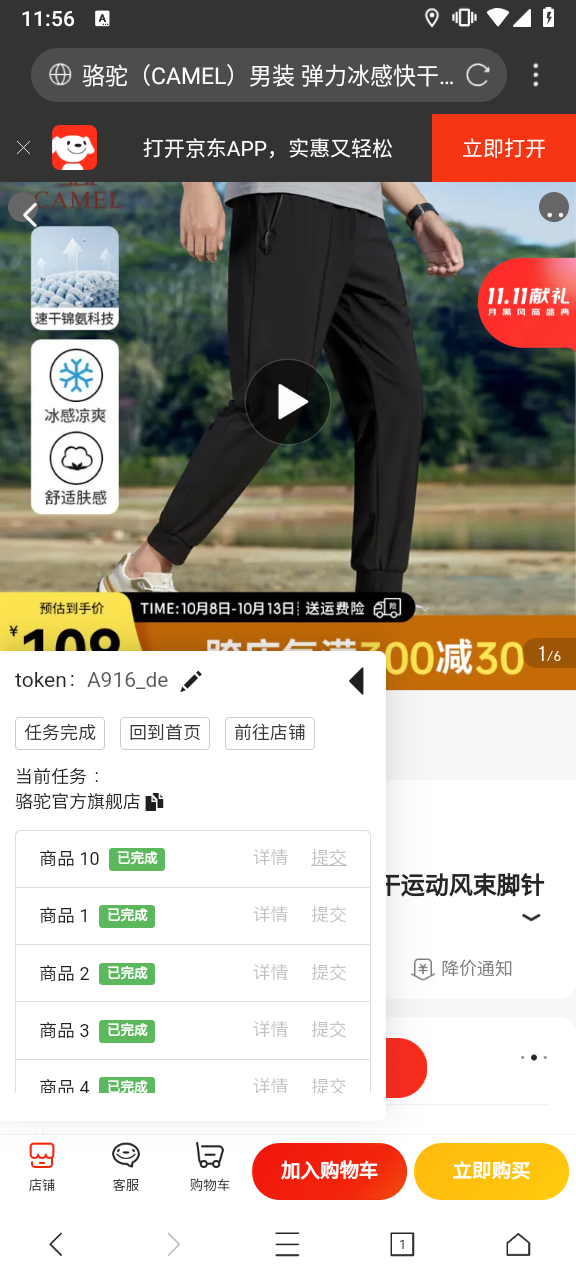 11:56
A
骆驼（CAMEL）男装 弹力冰感快干...
打开京东APP，实惠又轻松
立即打开
CAMEL
速干锦氨科技
冰感凉爽
舒适肤感
11.11献礼
月黑风高盛典
预估到手价
TIME:10月8日-10月13日 送运费险
¥109
跨店每满300减30
1/6
token： A916_de
任务完成 回到首页 前往店铺
当前任务：
骆驼官方旗舰店
商品 10 已完成 详情 提交
干运动风束脚针
商品 1 已完成 详情 提交
商品 2 已完成 详情 提交
降价通知
商品 3 已完成 详情 提交
商品 4 已完成 详情 提交
店铺 客服 购物车 加入购物车 立即购买
1